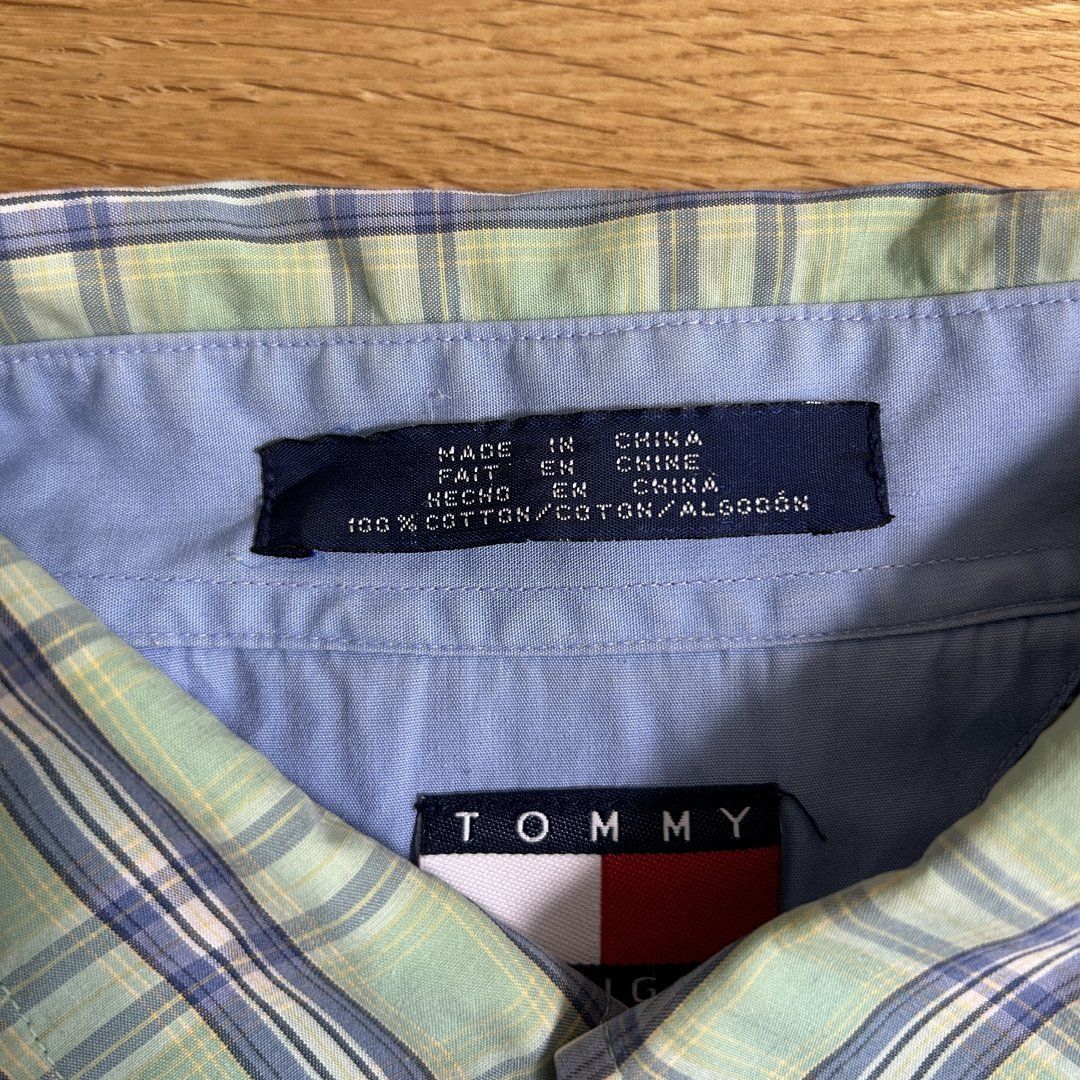 MADE IN CHINA
FAIT EN CHINE
HECHO EN CHINA
100% COTTON/COTON/ALGODÓN
TOMMY